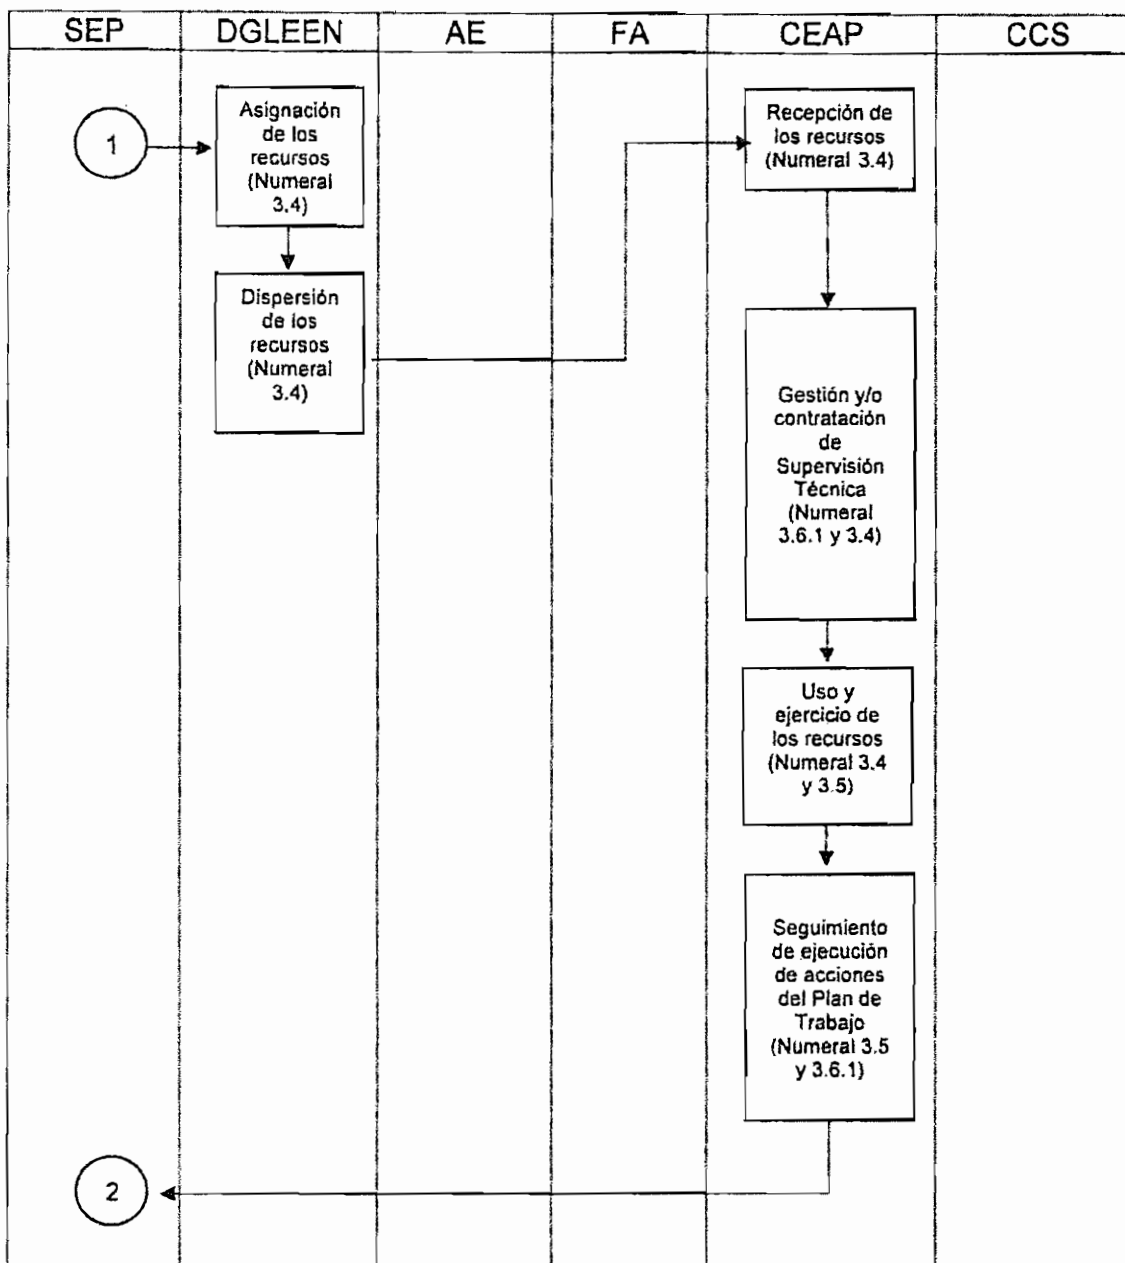 SEP DGLEEN AE FA CEAP CCS
1
Asignación
de los
recursos
(Numeral
3.4)
Dispersión
de los
recursos
(Numeral
3.4)
Recepción de
los recursos
(Numeral 3.4)
Gestión y/o
contratación
de
Supervisión
Técnica
(Numeral
3.6.1 y 3.4)
Uso y
ejercicio de
los recursos
(Numeral 3.4
y 3.5)
Seguimiento
de ejecución
de acciones
del Plan de
Trabajo
(Numeral 3.5
y 3.6.1)
2